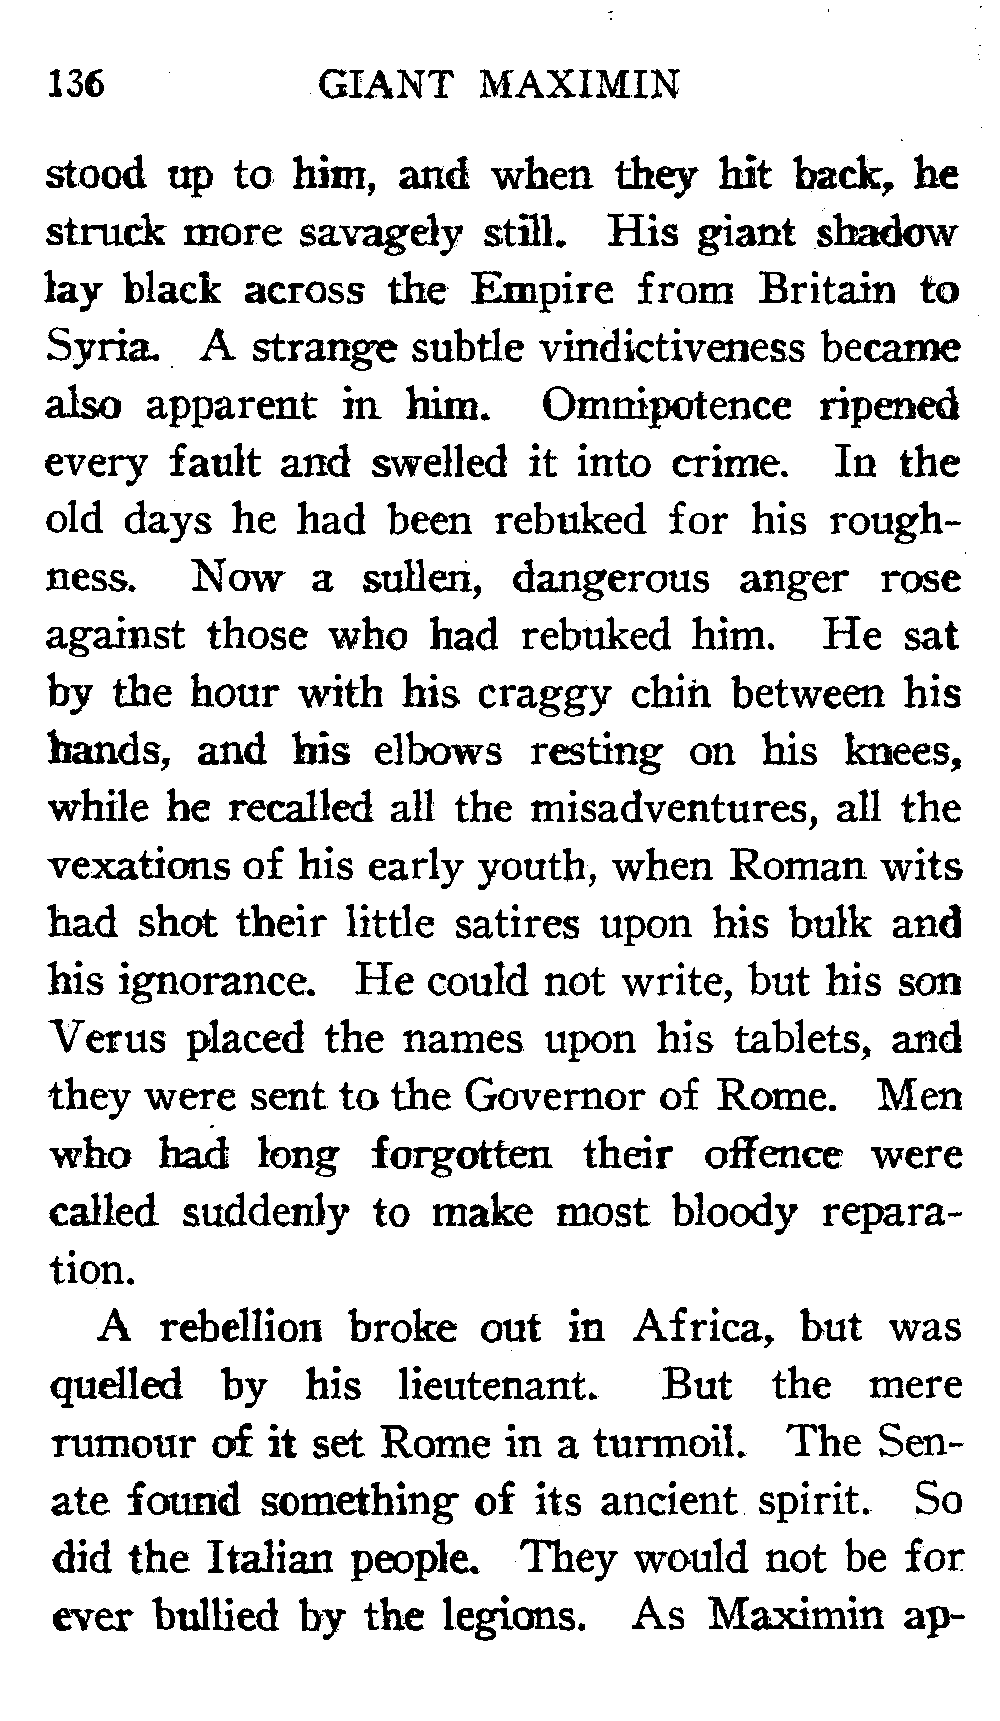 136 GIANT MAXIMIN
stood up to him, and when they hit back, he
struck more savagely still. His giant shadow
lay black across the Empire from Britain to
Syria. A strange subtle vindictiveness became
also apparent in him. Omnipotence ripened
every fault and swelled it into crime. In the
old days he had been rebuked for his rough-
ness. Now a sullen, dangerous anger rose
against those who had rebuked him. He sat
by the hour with his craggy chin between his
hands, and his elbows resting on his knees,
while he recalled all the misadventures, all the
vexations of his early youth, when Roman wits
had shot their little satires upon his bulk and
his ignorance. He could not write, but his son
Verus placed the names upon his tablets, and
they were sent to the Governor of Rome. Men
who had long forgotten their offence were
called suddenly to make most bloody repara-
tion.
A rebellion broke out in Africa, but was
quelled by his lieutenant. But the mere
rumour of it set Rome in a turmoil. The Sen-
ate found something of its ancient spirit. So
did the Italian people. They would not be for
ever bullied by the legions. As Maximin ap-